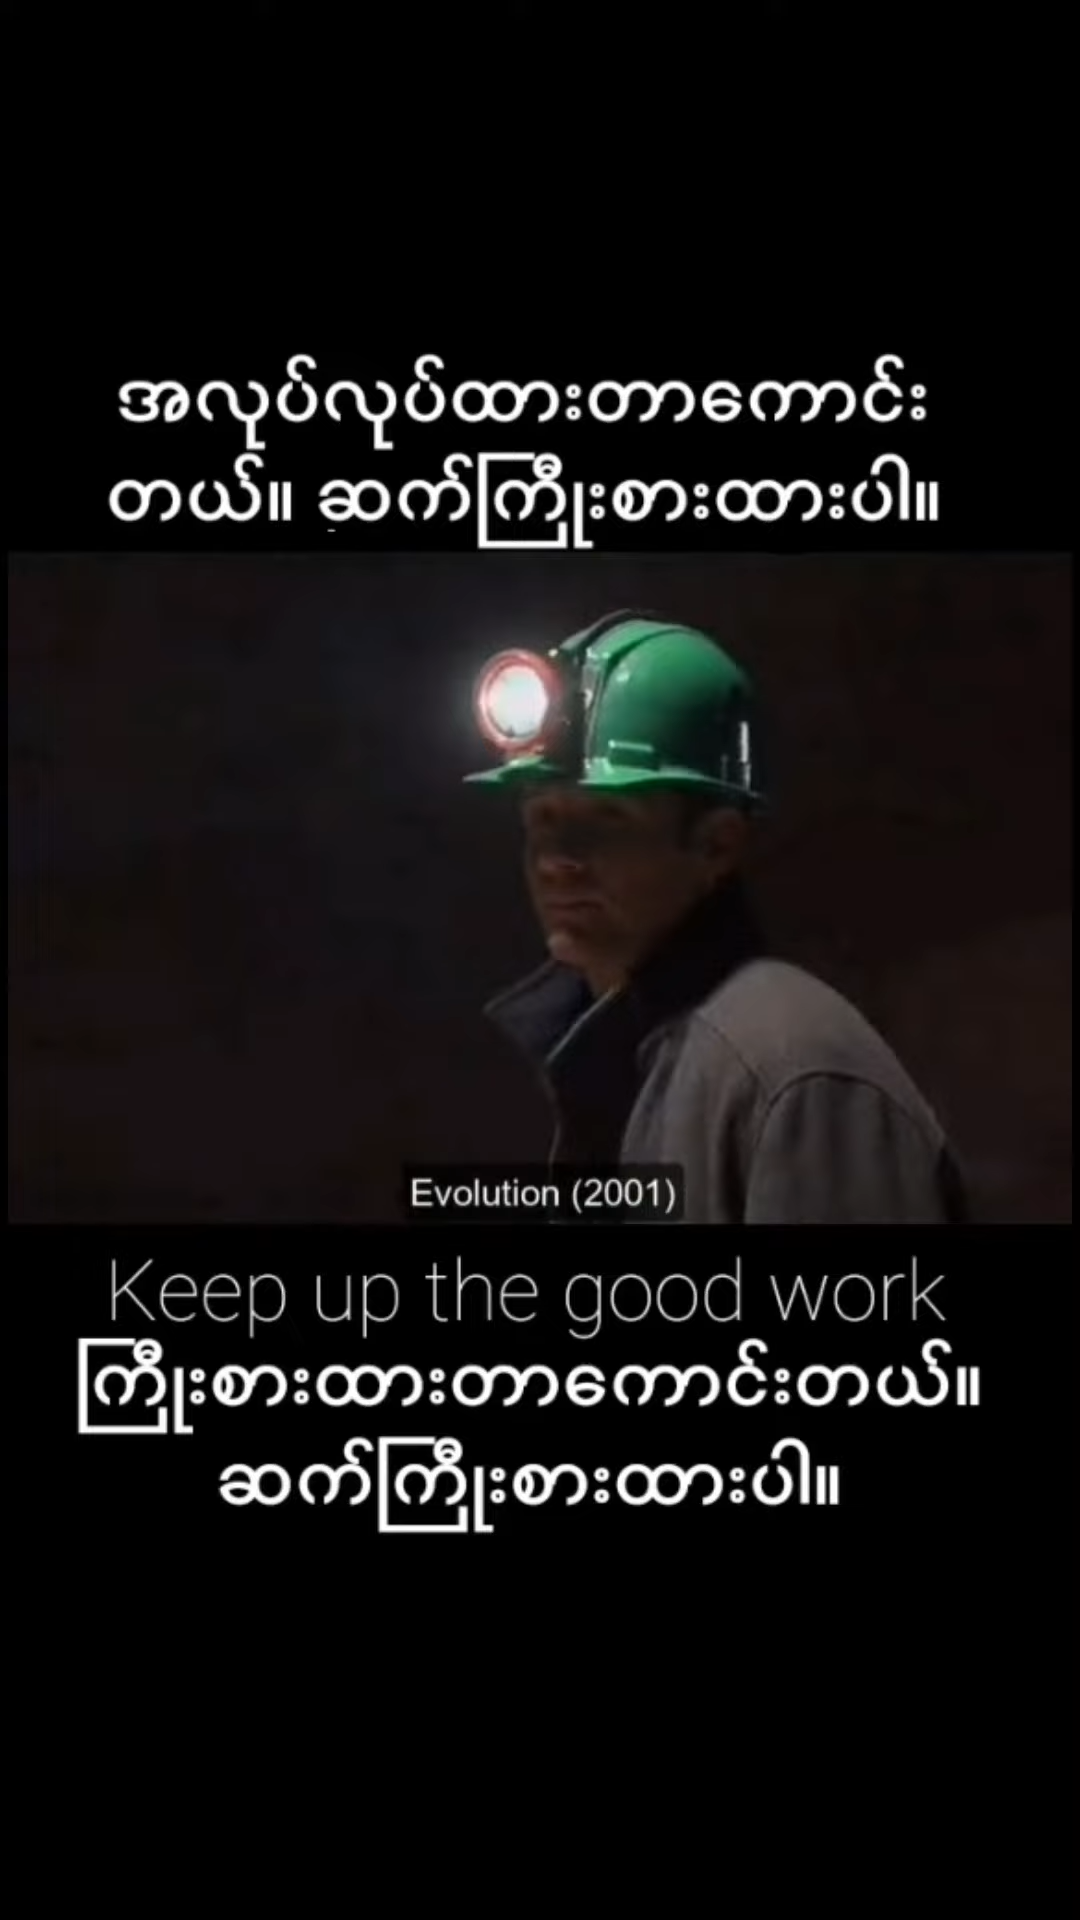 အလုပ်လုပ်ထားတာကောင်း
တယ်။ ဆက်ကြိုးစားထားပါ။
Evolution (2001)
Keep up the good work
ကြိုးစားထားတာကောင်းတယ်။
ဆက်ကြိုးစားထားပါ။